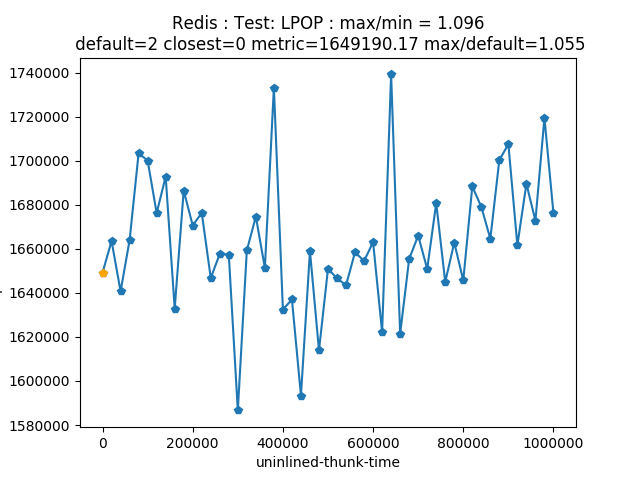 Redis : Test: LPOP : max/min = 1.096
default=2 closest=0 metric=1649190.17 max/default=1.055
1740000
1720000
1700000
1680000
1660000
1640000
1620000
1600000
1580000
0 200000 400000 600000 800000 1000000
uninlined-thunk-time